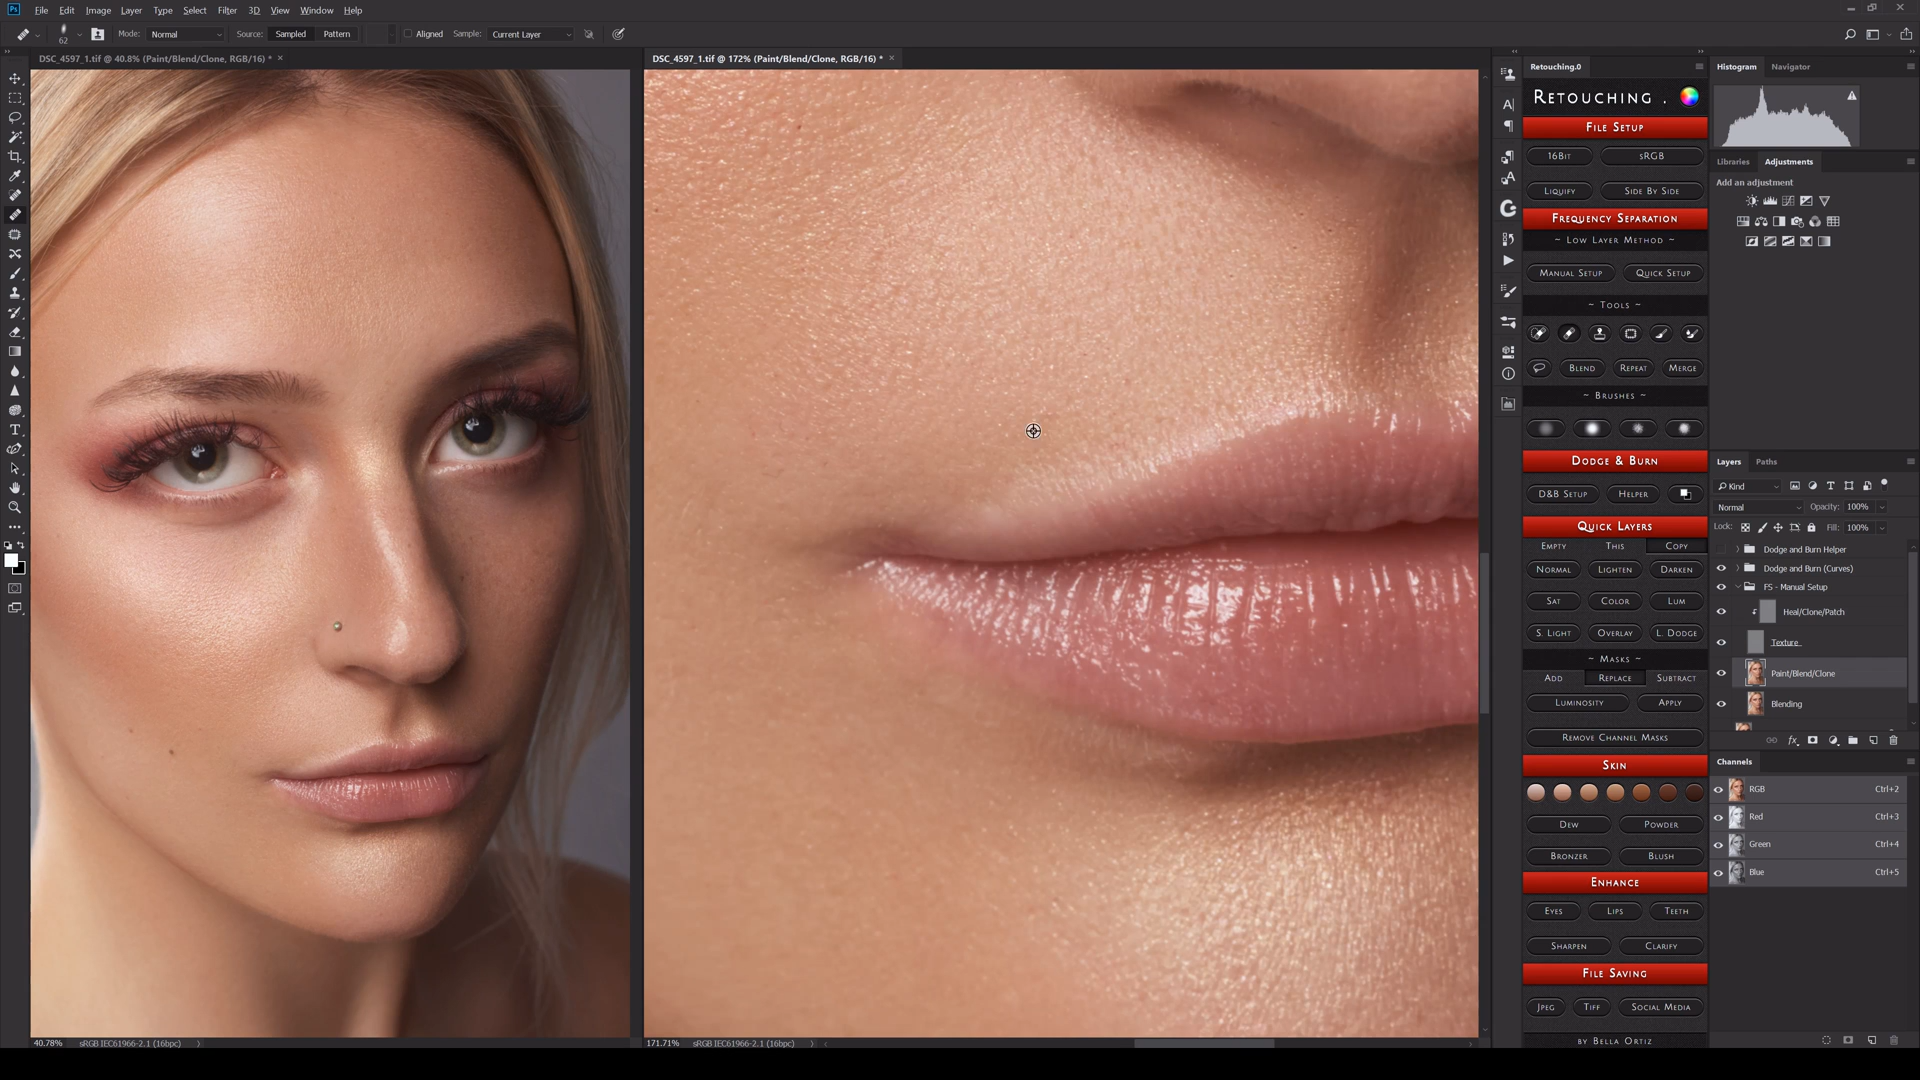 Ps File Edit Image Layer Type Select Filter 3D View Window Help
62 Mode: Normal Source: Sampled Pattern Aligned Sample: Current Layer
DSC_4597_1.tif @ 40.8% (Paint/Blend/Clone, RGB/16) * ×
DSC_4597_1.tif @ 172% (Paint/Blend/Clone, RGB/16) * ×
40.78% sRGB IEC61966-2.1 (16bpc)
171.71% sRGB IEC61966-2.1 (16bpc)
Retouching.0
Retouching .
File Setup
16Bit sRGB
Liquify Side By Side
Frequency Separation
~ Low Layer Method ~
Manual Setup Quick Setup
~ Tools ~
Blend Repeat Merge
~ Brushes ~
Dodge & Burn
D&B Setup Helper
Quick Layers
Empty This Copy
Normal Lighten Darken
Sat Color Lum
S. Light Overlay L. Dodge
~ Masks ~
Add Replace Subtract
Luminosity Apply
Remove Channel Masks
Skin
Dew Powder
Bronzer Blush
Enhance
Eyes Lips Teeth
Sharpen Clarify
File Saving
Jpeg Tiff Social Media
by Bella Ortiz
Histogram Navigator
Libraries Adjustments
Add an adjustment
Layers Paths
Kind
Normal Opacity: 100%
Lock: Fill: 100%
Dodge and Burn Helper
Dodge and Burn (Curves)
FS - Manual Setup
Heal/Clone/Patch
Texture
Paint/Blend/Clone
Blending
Channels
RGB Ctrl+2
Red Ctrl+3
Green Ctrl+4
Blue Ctrl+5